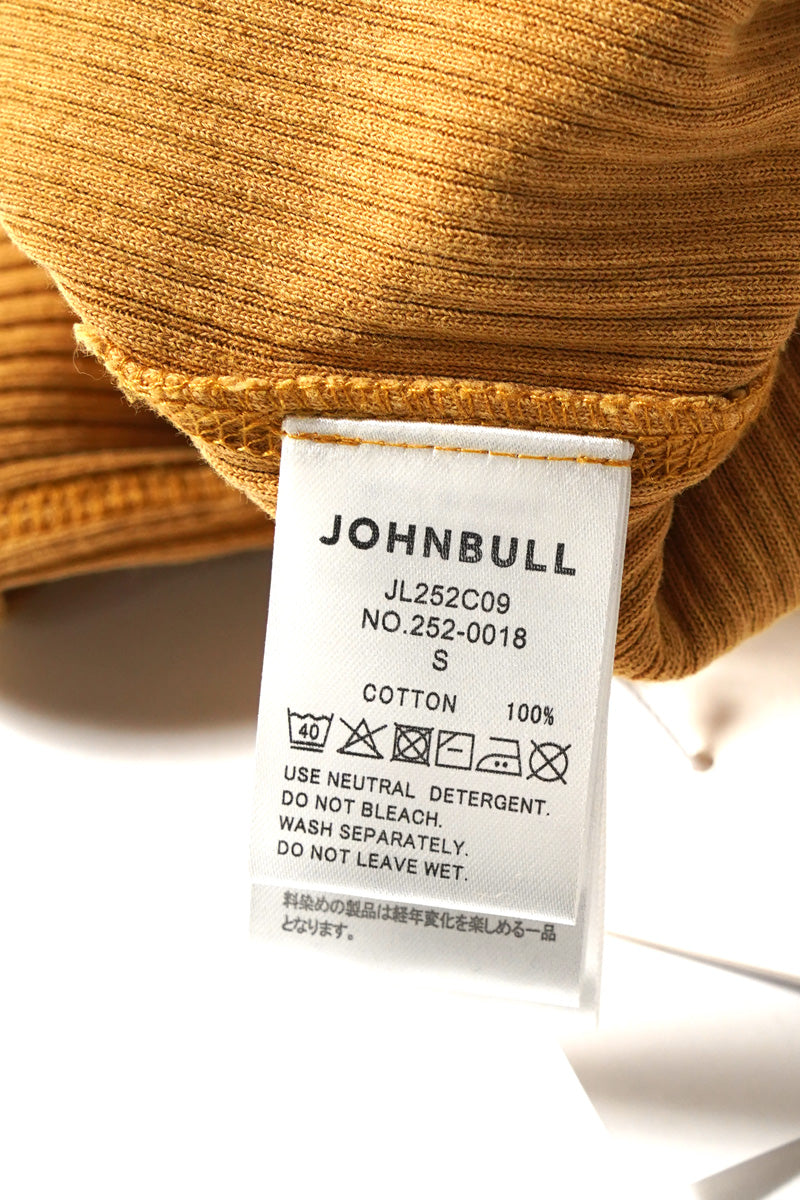 JOHNBULL
JL252C09
NO.252-0018
S
COTTON 100%
40
USE NEUTRAL DETERGENT.
DO NOT BLEACH.
WASH SEPARATELY.
DO NOT LEAVE WET.
料染めの製品は経年変化を楽しめる一品
となります。